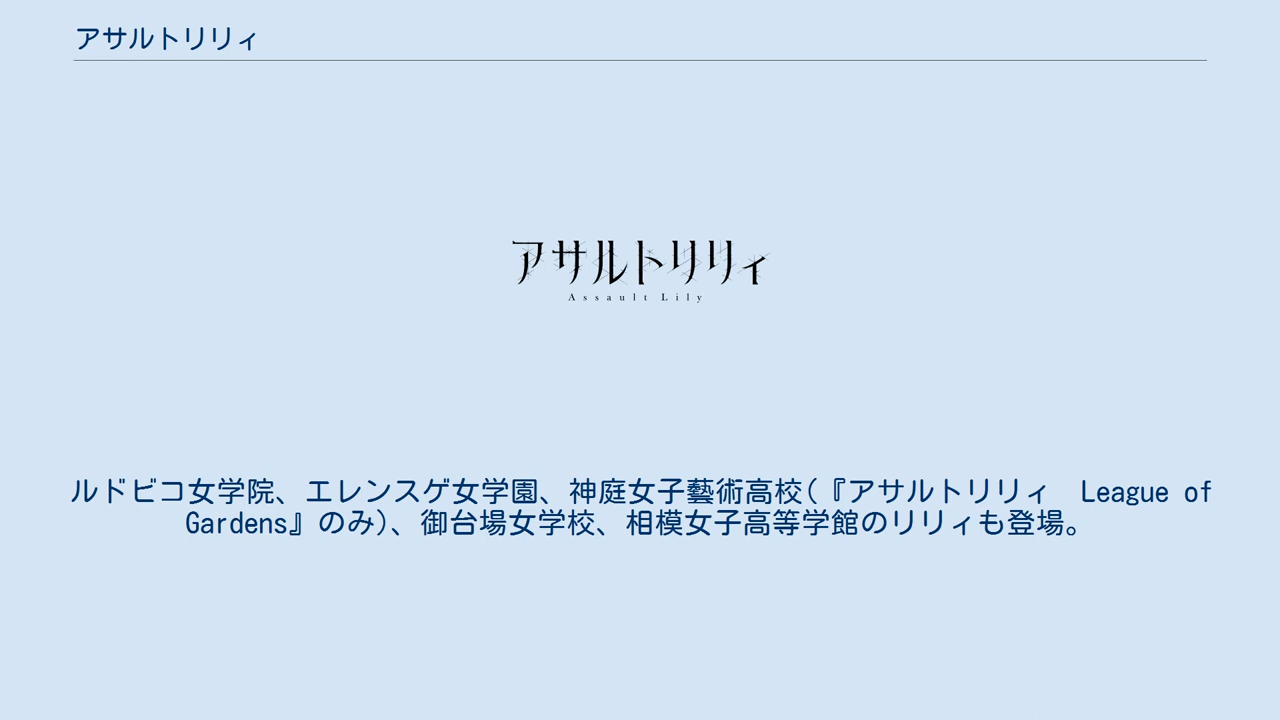 アサルトリリィ
アサルトリリィ
Assault Lily
ルドビコ女学院、エレンスゲ女学園、神庭女子藝術高校(『アサルトリリィ　League of
Gardens』のみ)、御台場女学校、相模女子高等学館のリリィも登場。